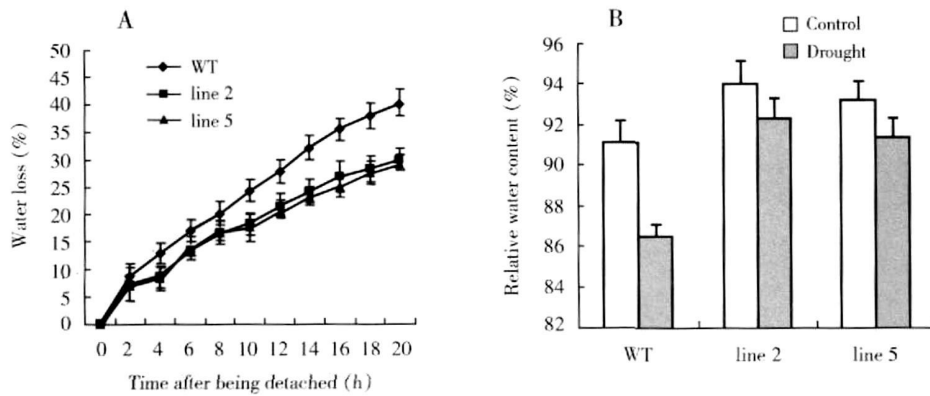 A
50
45
40
35
30
25
20
15
10
5
0
Water loss (%)
WT
line 2
line 5
0 2 4 6 8 10 12 14 16 18 20
Time after being detached (h)
B
Control
Drought
96
94
92
90
86
84
82
Relative water content (%)
WT line 2 line 5